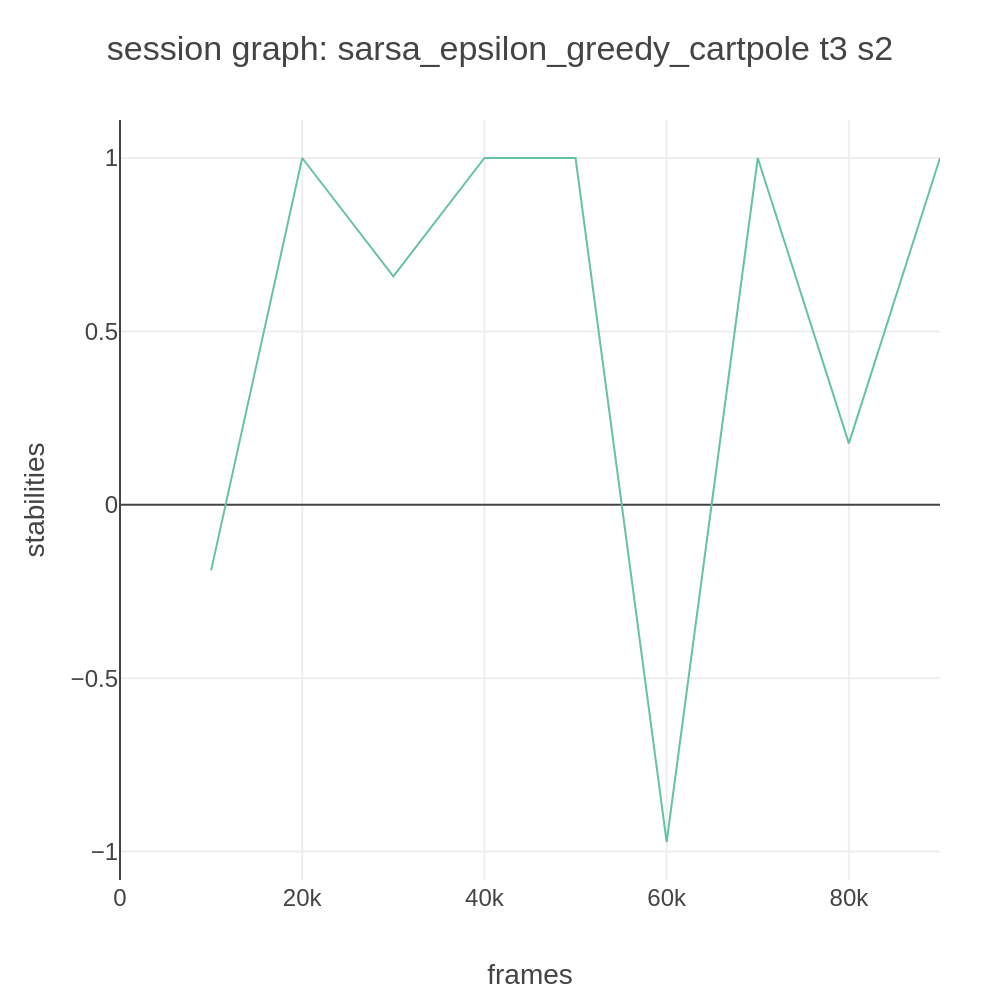 session graph: sarsa_epsilon_greedy_cartpole t3 s2
1
0.5
0
−0.5
−1
stabilities
0
20k
40k
60k
80k
frames